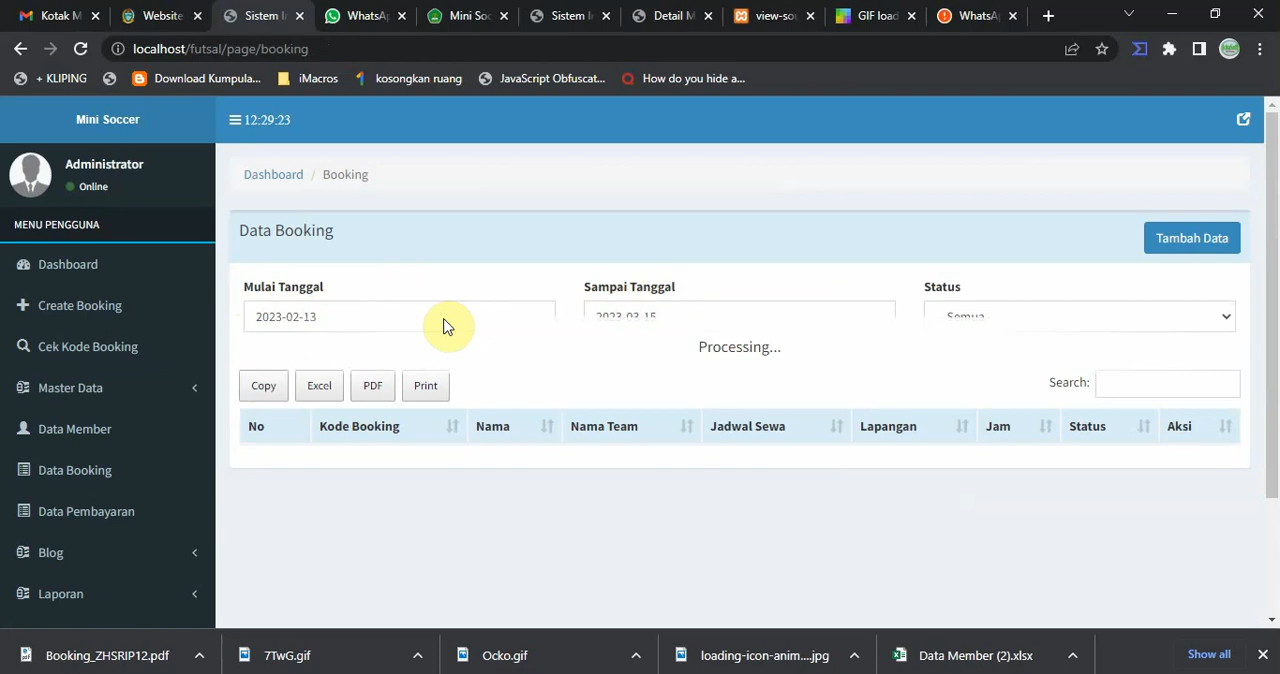 Kotak M
Website
Sistem I
WhatsAp
Mini Soc
Sistem In
Detail M
view-sou
GIF load
WhatsAp
localhost/futsal/page/booking
+ KLIPING
Download Kumpula...
iMacros
kosongkan ruang
JavaScript Obfuscat...
How do you hide a...
Mini Soccer
12:29:23
Administrator
Online
Dashboard / Booking
MENU PENGGUNA
Data Booking
Tambah Data
Dashboard
Mulai Tanggal
Sampai Tanggal
Status
Create Booking
2023-02-13
2023-03-15
Semua
Cek Kode Booking
Processing...
Master Data
Copy
Excel
PDF
Print
Search:
Data Member
No
Kode Booking
Nama
Nama Team
Jadwal Sewa
Lapangan
Jam
Status
Aksi
Data Booking
Data Pembayaran
Blog
Laporan
Booking_ZHSRIP12.pdf
7TwG.gif
Ocko.gif
loading-icon-anim....jpg
Data Member (2).xlsx
Show all